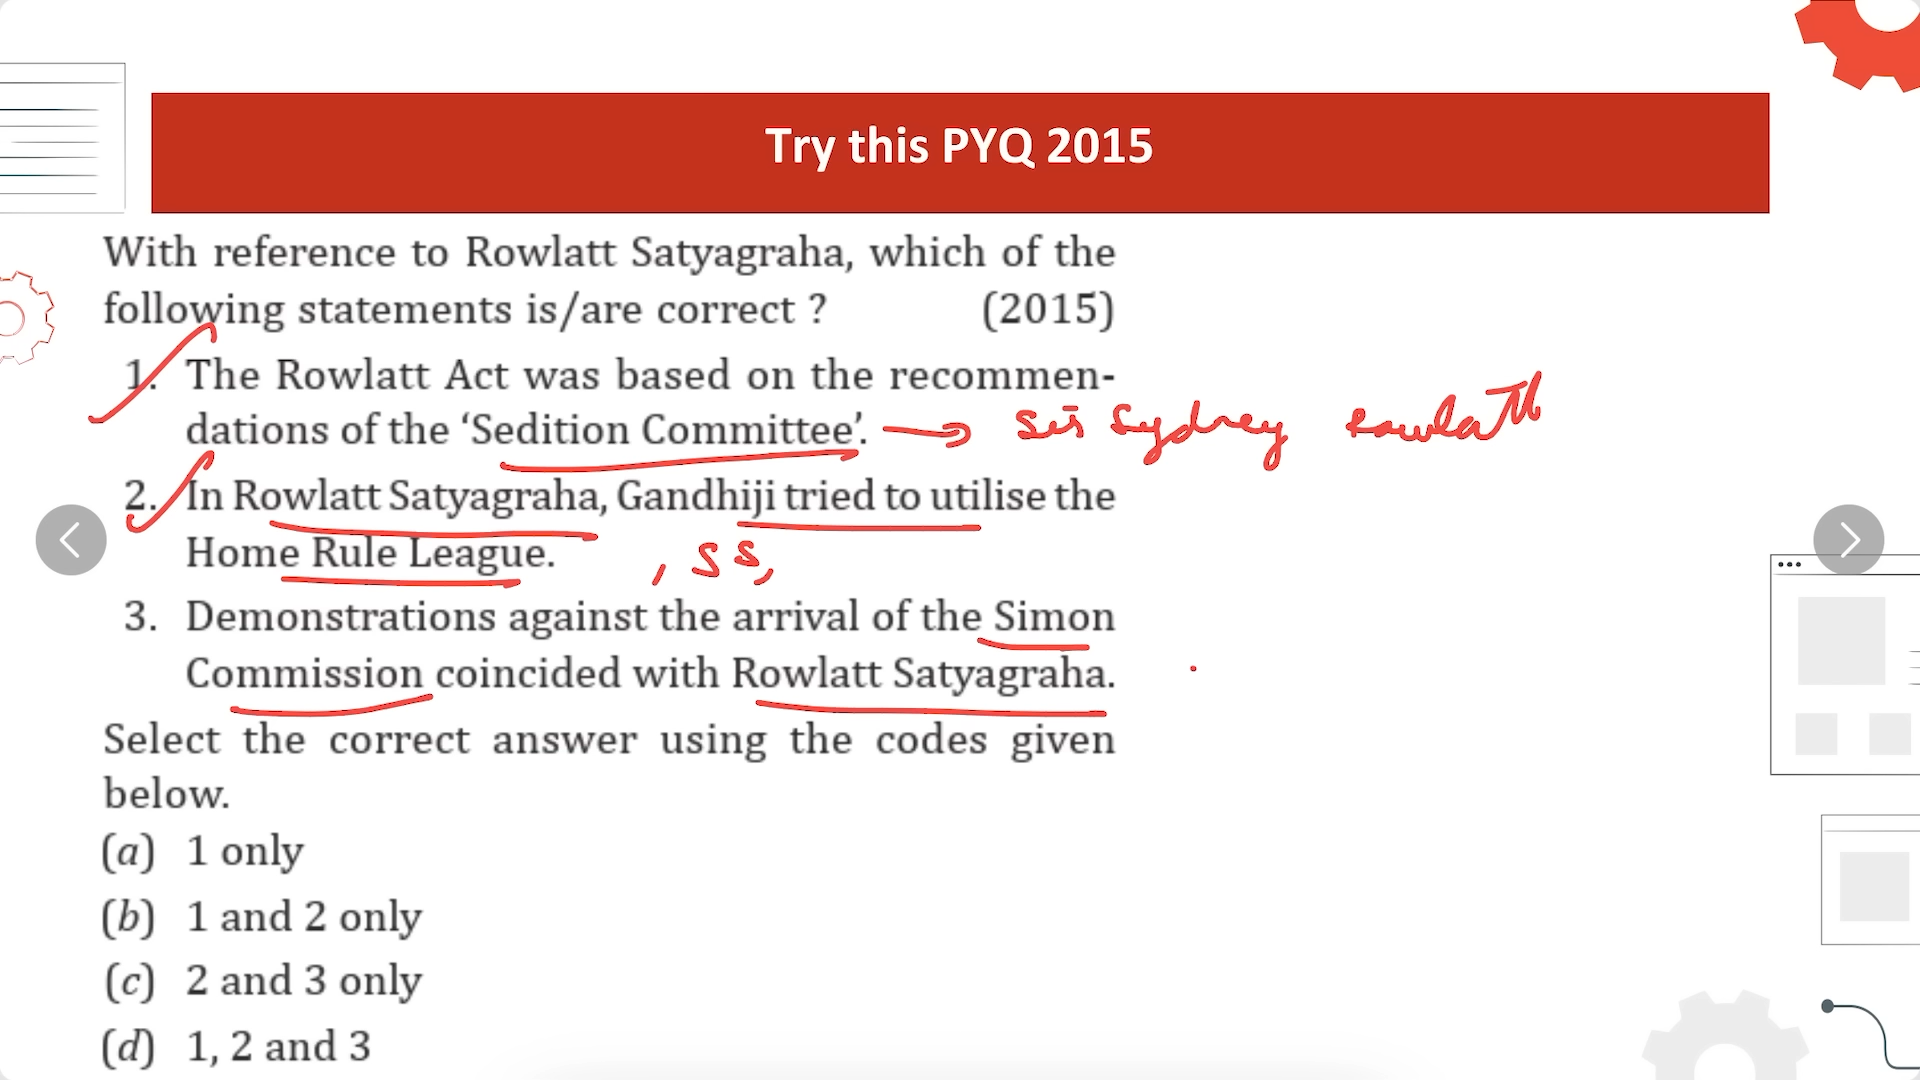 Try this PYQ 2015
With reference to Rowlatt Satyagraha, which of the
following statements is/are correct ? (2015)
1. The Rowlatt Act was based on the recommen-
dations of the ‘Sedition Committee’. → Sir Sydney Rowlatt
2. In Rowlatt Satyagraha, Gandhiji tried to utilise the
Home Rule League. , SS,
3. Demonstrations against the arrival of the Simon
Commission coincided with Rowlatt Satyagraha.
Select the correct answer using the codes given
below.
(a) 1 only
(b) 1 and 2 only
(c) 2 and 3 only
(d) 1, 2 and 3